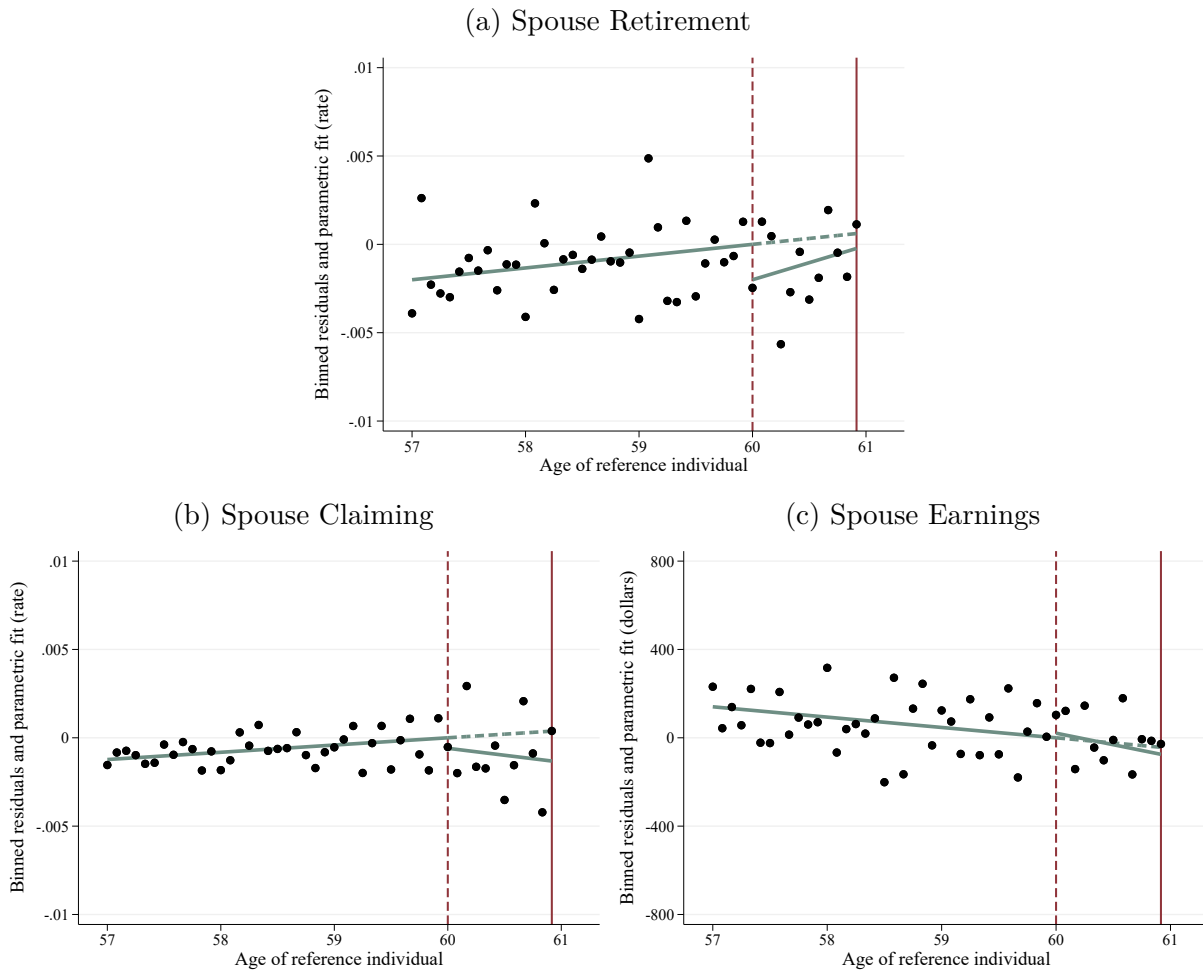 (a) Spouse Retirement
Binned residuals and parametric fit (rate)
.01
.005
0
-.005
-.01
57 58 59 60 61
Age of reference individual
(b) Spouse Claiming
Binned residuals and parametric fit (rate)
.01
.005
0
-.005
-.01
57 58 59 60 61
Age of reference individual
(c) Spouse Earnings
Binned residuals and parametric fit (dollars)
800
400
0
-400
-800
57 58 59 60 61
Age of reference individual